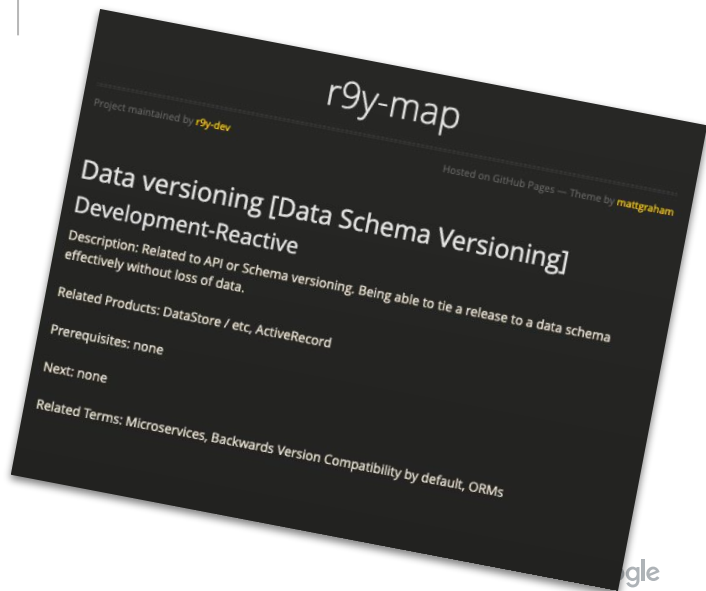 r9y-map
Project maintained by r9y-dev
Hosted on GitHub Pages — Theme by mattgraham
Data versioning [Data Schema Versioning]
Development-Reactive
Description: Related to API or Schema versioning. Being able to tie a release to a data schema
effectively without loss of data.
Related Products: DataStore / etc, ActiveRecord
Prerequisites: none
Next: none
Related Terms: Microservices, Backwards Version Compatibility by default, ORMs